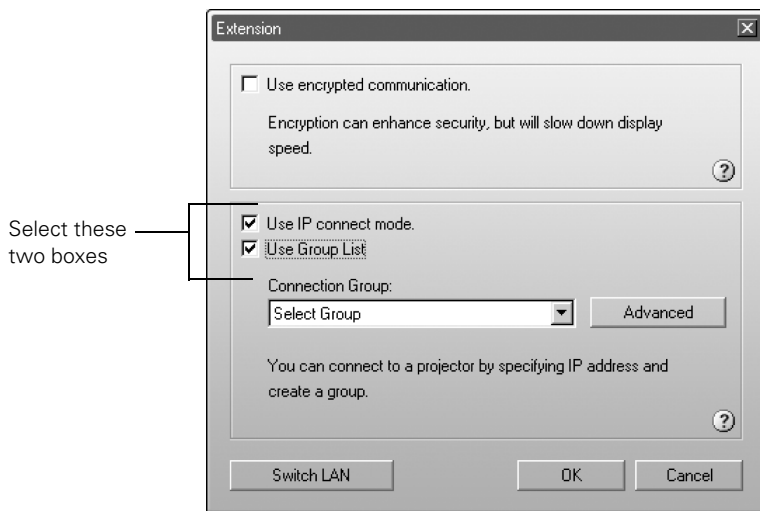 Extension
Use encrypted communication.
Encryption can enhance security, but will slow down display
speed.
?
Select these
two boxes
Use IP connect mode.
Use Group List
Connection Group:
Select Group
Advanced
You can connect to a projector by specifying IP address and
create a group.
?
Switch LAN
OK
Cancel